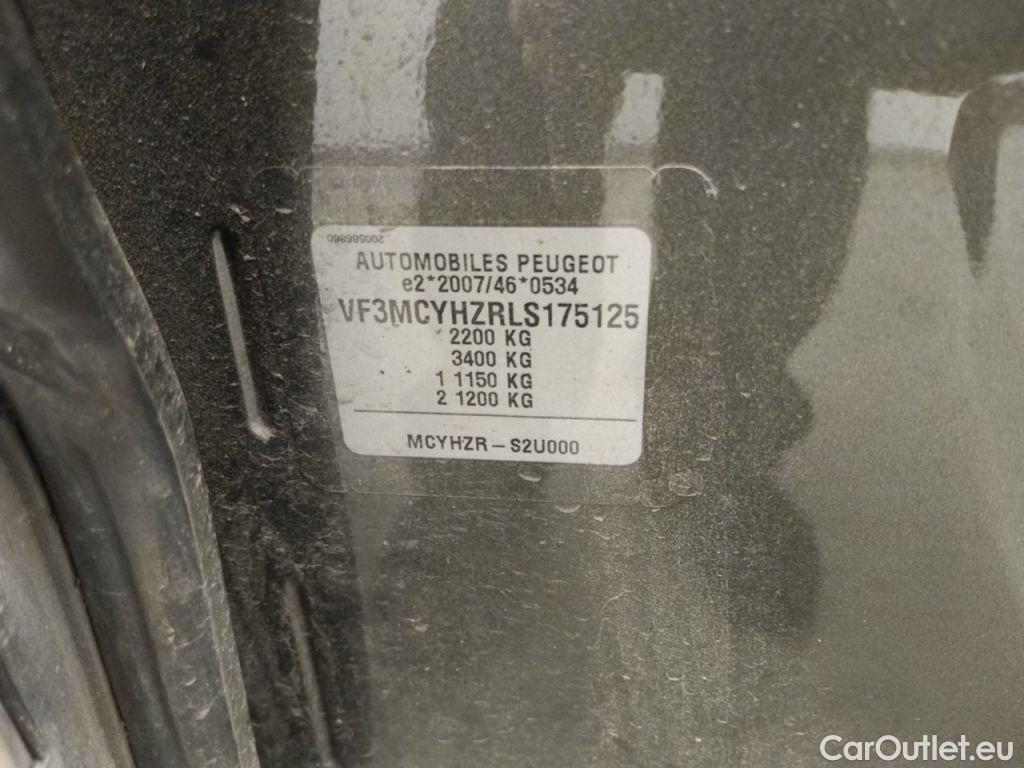 200586860
AUTOMOBILES PEUGEOT
e2*2007/46*0534
VF3MCYHZRLS175125
2200 KG
3400 KG
1 1150 KG
2 1200 KG
MCYHZR – S2U000
CarOutlet.eu